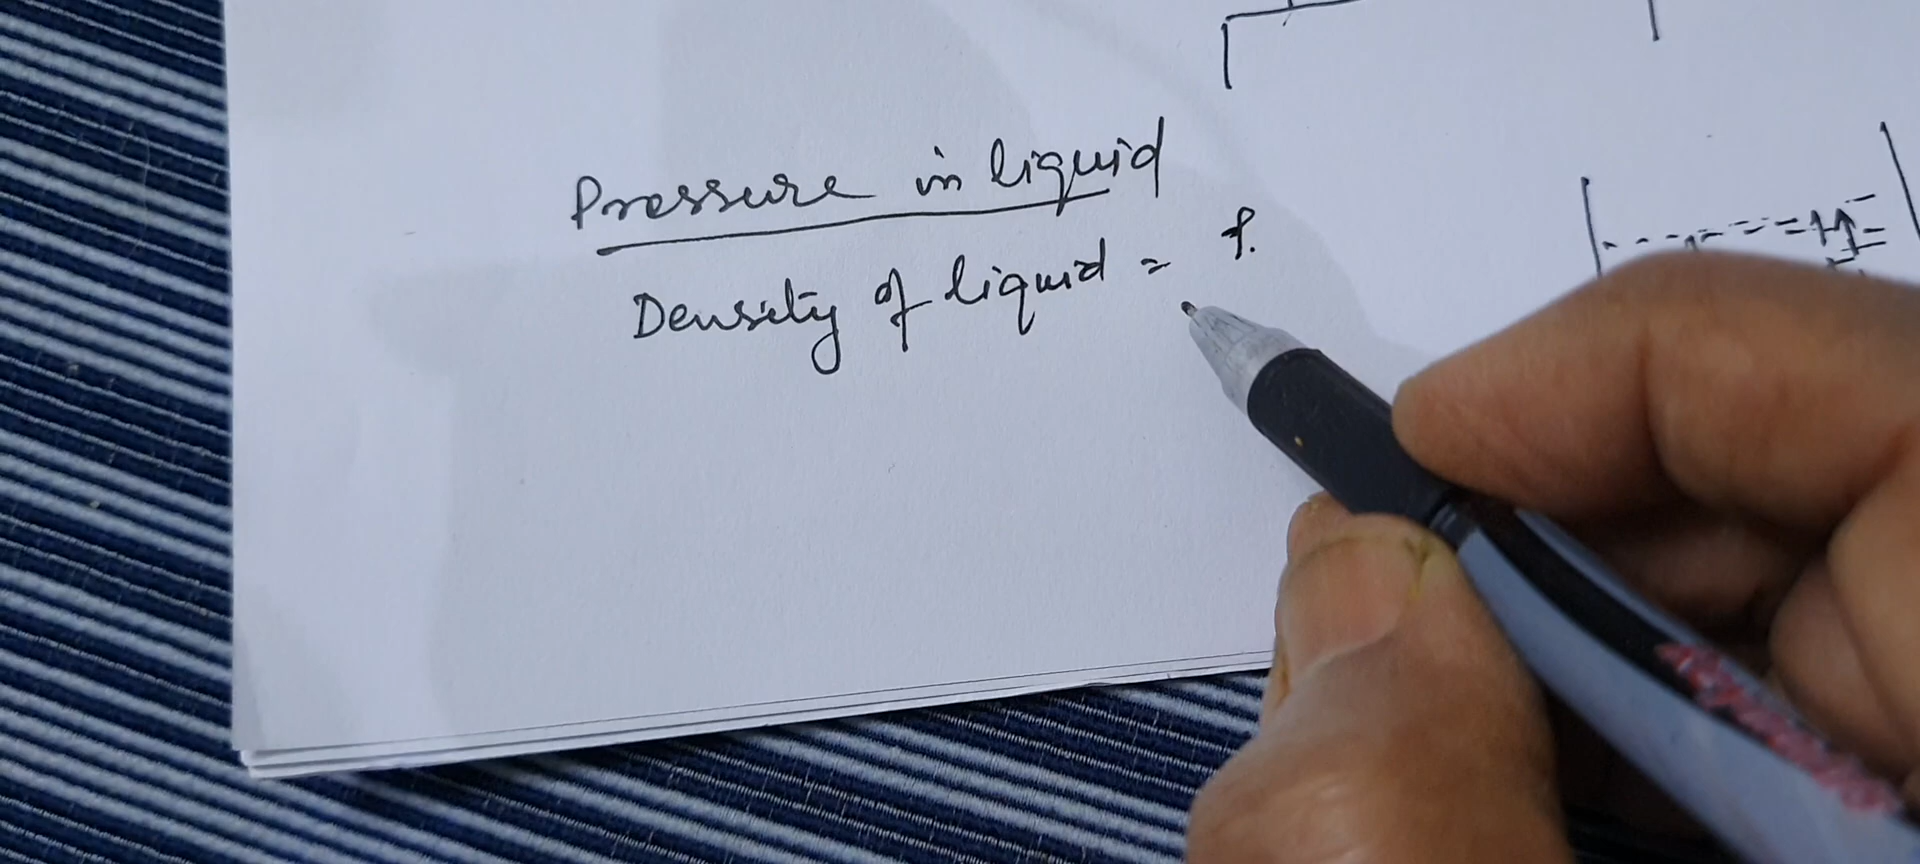 Pressure in liquid
Density of liquid = ρ.